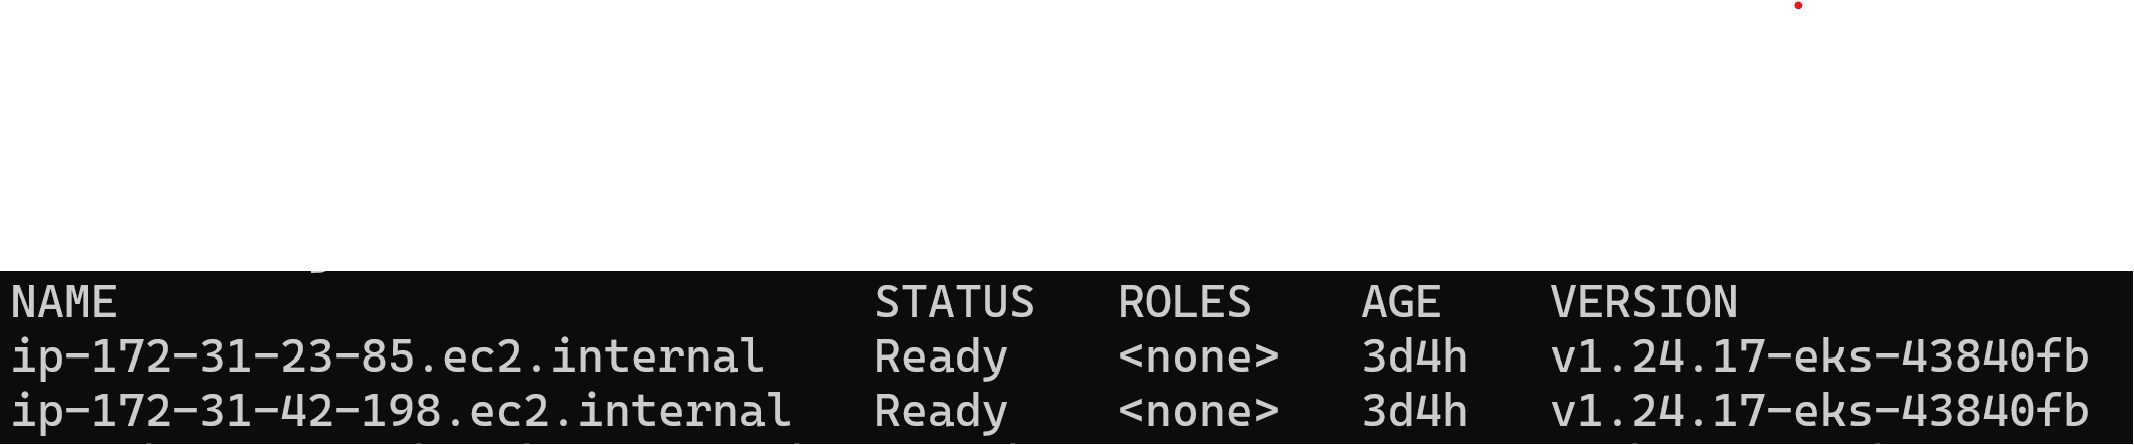 NAME STATUS ROLES AGE VERSION
ip-172-31-23-85.ec2.internal Ready <none> 3d4h v1.24.17-eks-43840fb
ip-172-31-42-198.ec2.internal Ready <none> 3d4h v1.24.17-eks-43840fb